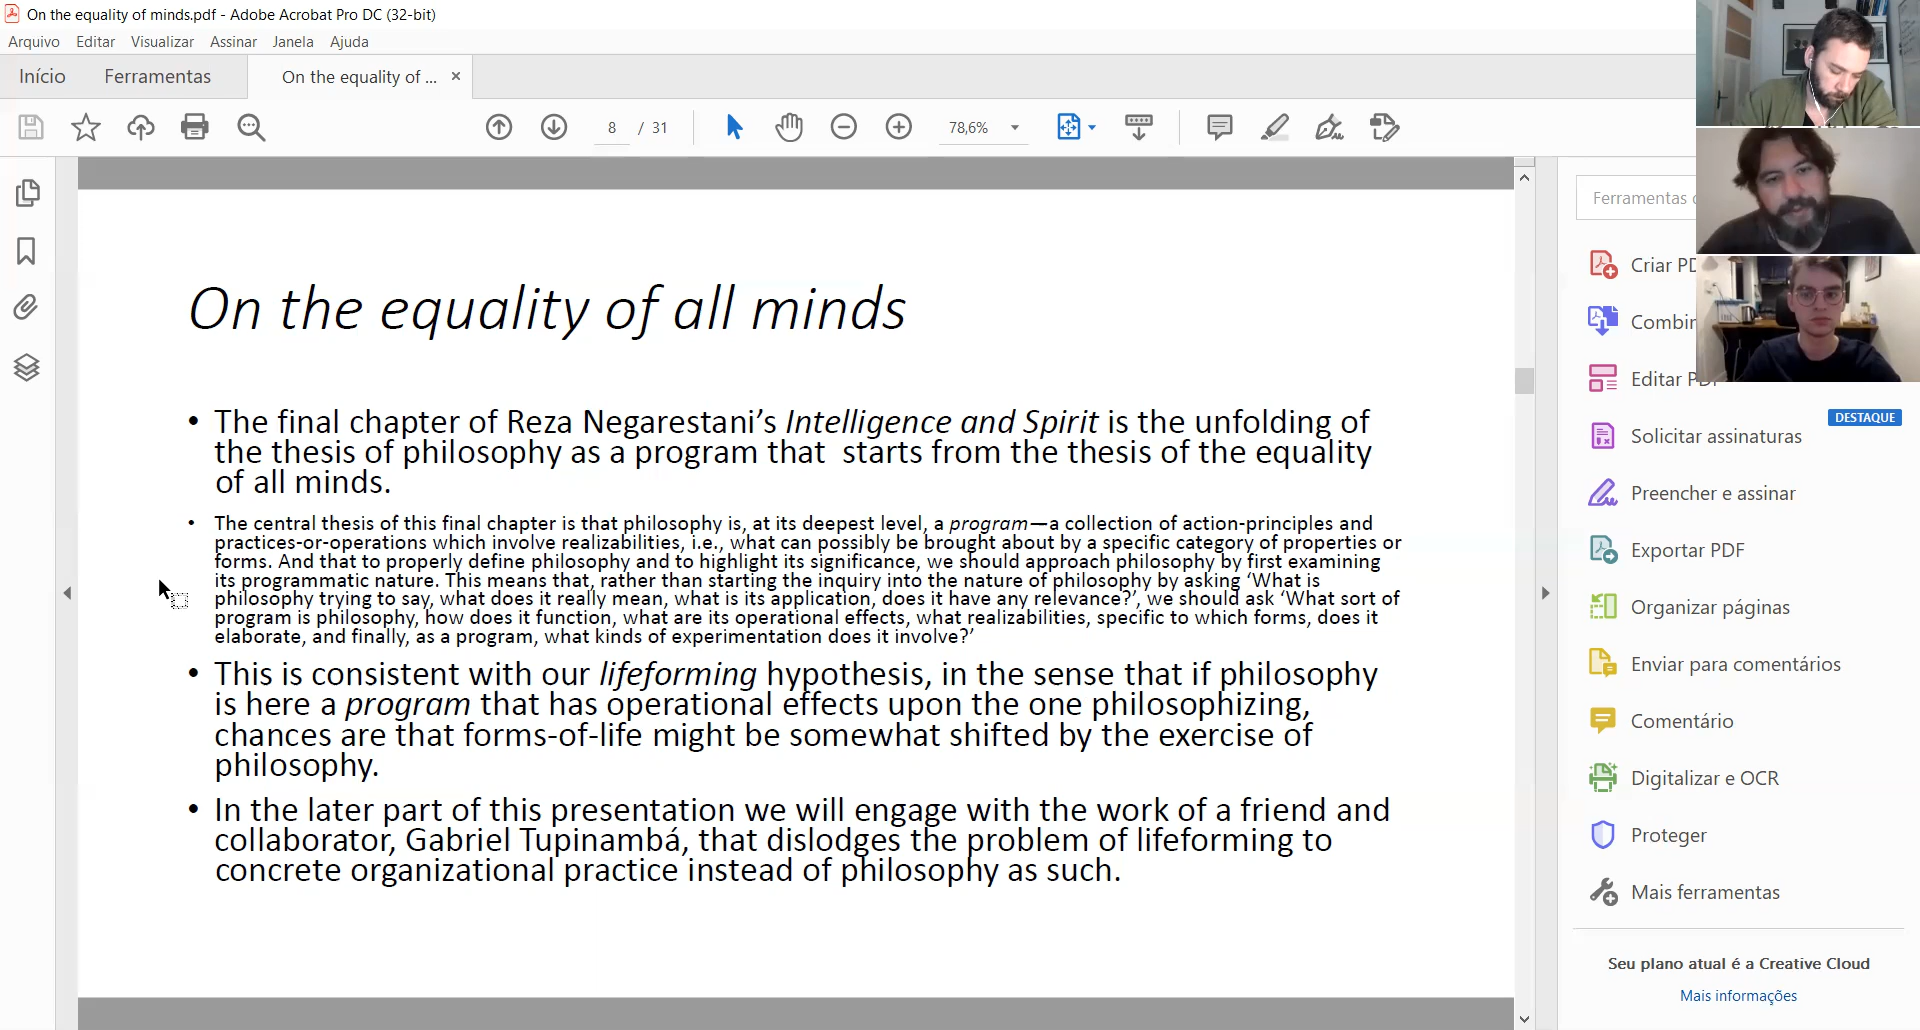 On the equality of minds.pdf - Adobe Acrobat Pro DC (32-bit)
Arquivo Editar Visualizar Assinar Janela Ajuda
Início Ferramentas On the equality of ... ×
8 / 31 78,6%
Ferramentas
On the equality of all minds
• The final chapter of Reza Negarestani’s Intelligence and Spirit is the unfolding of
the thesis of philosophy as a program that starts from the thesis of the equality
of all minds.
• The central thesis of this final chapter is that philosophy is, at its deepest level, a program—a collection of action-principles and
practices-or-operations which involve realizabilities, i.e., what can possibly be brought about by a specific category of properties or
forms. And that to properly define philosophy and to highlight its significance, we should approach philosophy by first examining
its programmatic nature. This means that, rather than starting the inquiry into the nature of philosophy by asking ‘What is
philosophy trying to say, what does it really mean, what is its application, does it have any relevance?’, we should ask ‘What sort of
program is philosophy, how does it function, what are its operational effects, what realizabilities, specific to which forms, does it
elaborate, and finally, as a program, what kinds of experimentation does it involve?’
• This is consistent with our lifeforming hypothesis, in the sense that if philosophy
is here a program that has operational effects upon the one philosophizing,
chances are that forms-of-life might be somewhat shifted by the exercise of
philosophy.
• In the later part of this presentation we will engage with the work of a friend and
collaborator, Gabriel Tupinambá, that dislodges the problem of lifeforming to
concrete organizational practice instead of philosophy as such.
Criar PD
Combin
Editar PDF
DESTAQUE
Solicitar assinaturas
Preencher e assinar
Exportar PDF
Organizar páginas
Enviar para comentários
Comentário
Digitalizar e OCR
Proteger
Mais ferramentas
Seu plano atual é a Creative Cloud
Mais informações